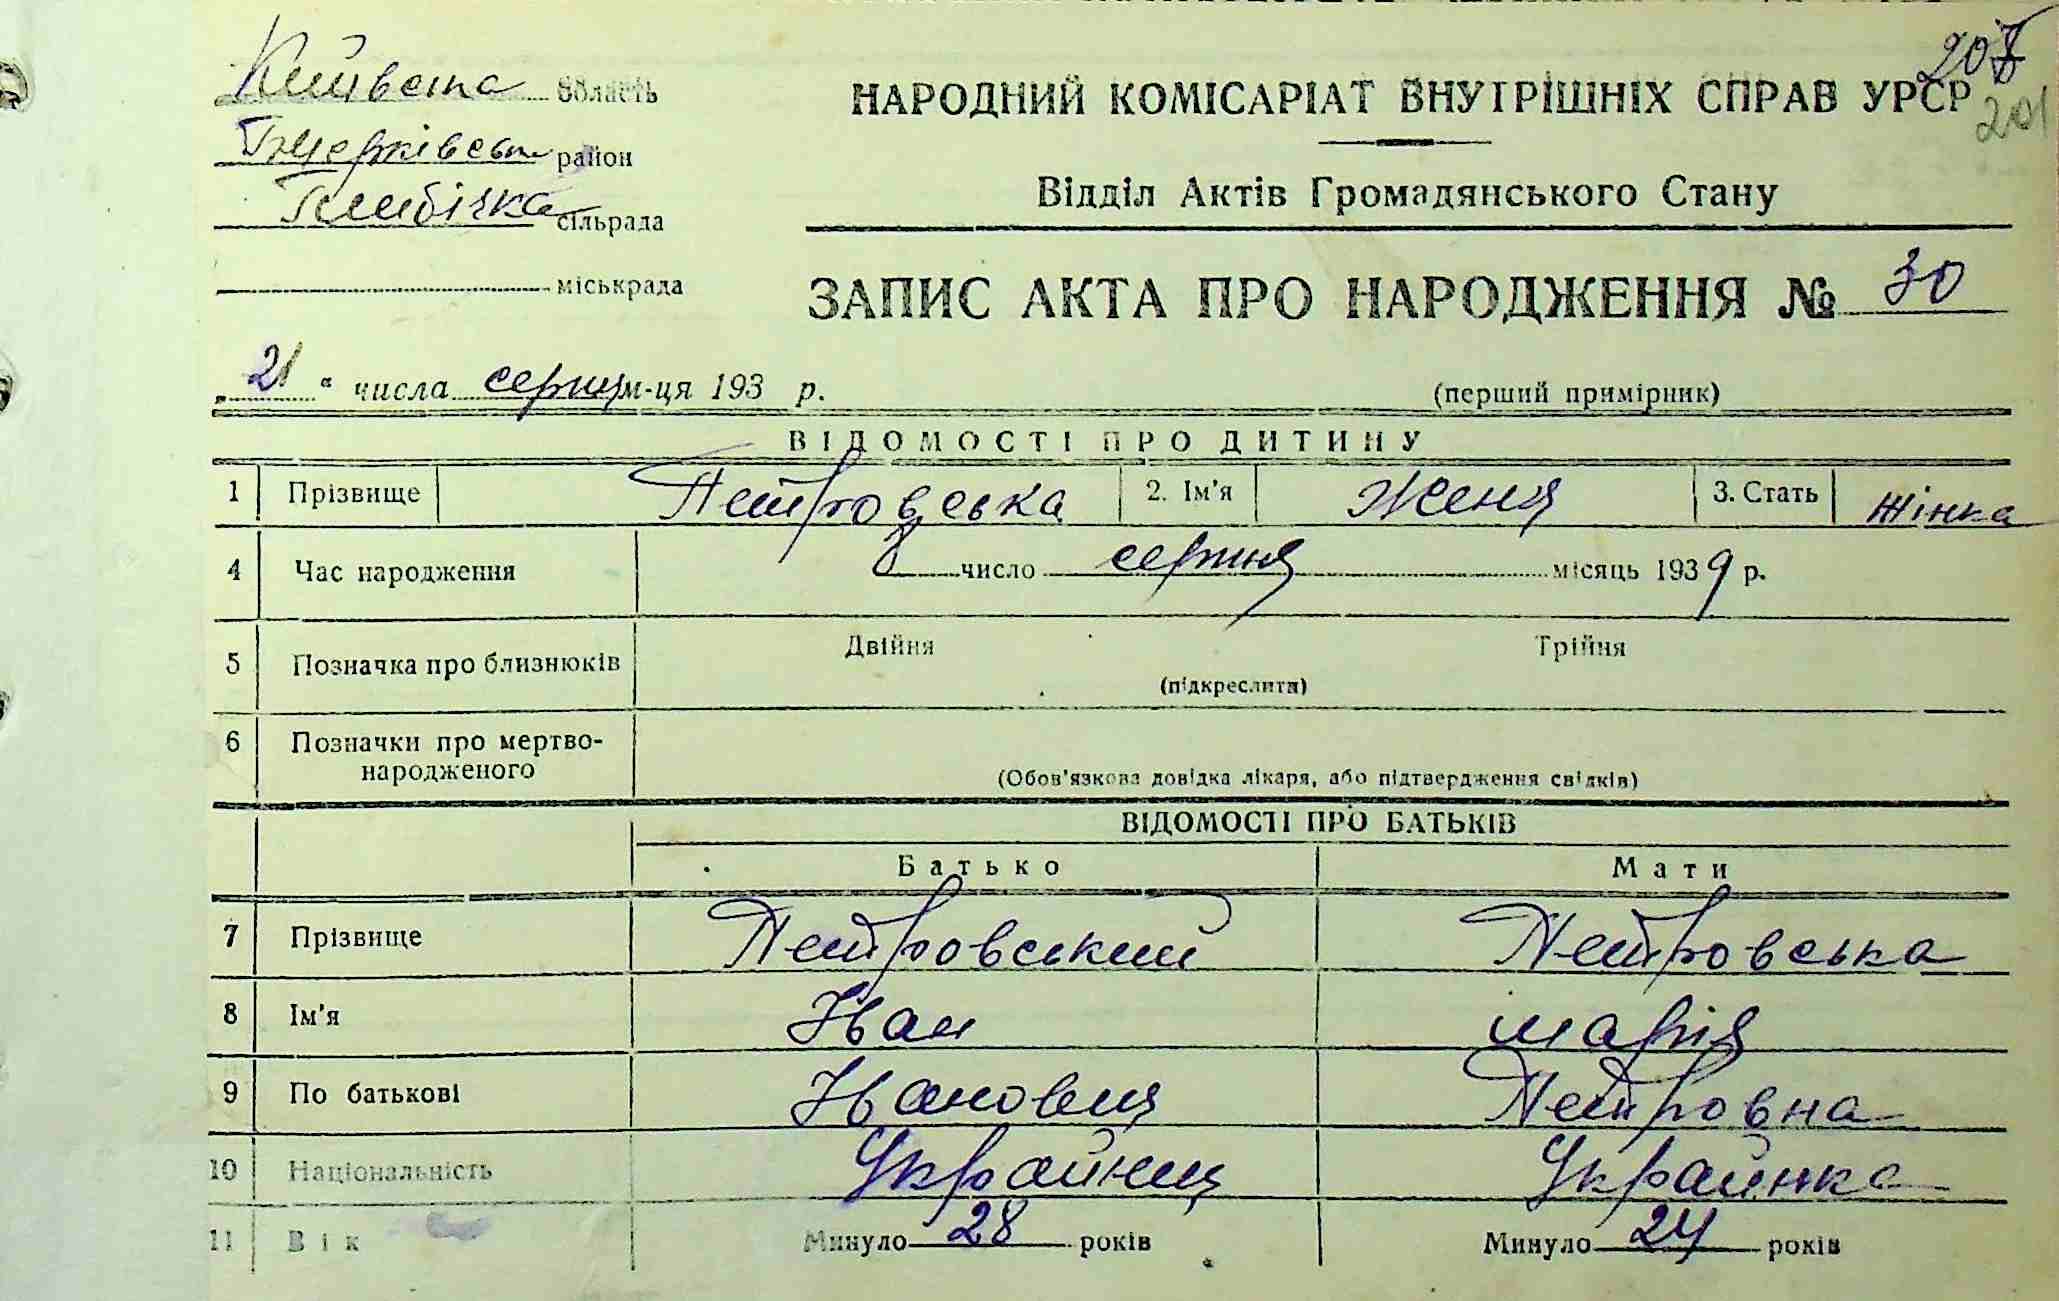 Київська область
208
НАРОДНИЙ КОМІСАРІАТ ВНУТРІШНІХ СПРАВ УРСР
201
Бцерківськ район
Глибічка сільрада
Відділ Актів Громадянського Стану
міськрада
ЗАПИС АКТА ПРО НАРОДЖЕННЯ № 30
„21“ числа серпня м-ця 193 р.
(перший примірник)
ВІДОМОСТІ ПРО ДИТИНУ
1 Прізвище Петровська 2. Ім'я Женя 3. Стать жінка
4 Час народження 8 число серпня місяць 1939 р.
5 Позначка про близнюків Двійня Трійня
(підкреслити)
6 Позначки про мертво-
народженого
(Обов'язкова довідка лікаря, або підтвердження свідків)
ВІДОМОСТІ ПРО БАТЬКІВ
Батько Мати
7 Прізвище Петровський Петровська
8 Ім'я Іван Марія
9 По батькові Іванович Петровна
10 Національність Українец Українка
11 Вік Минуло 28 років Минуло 24 років